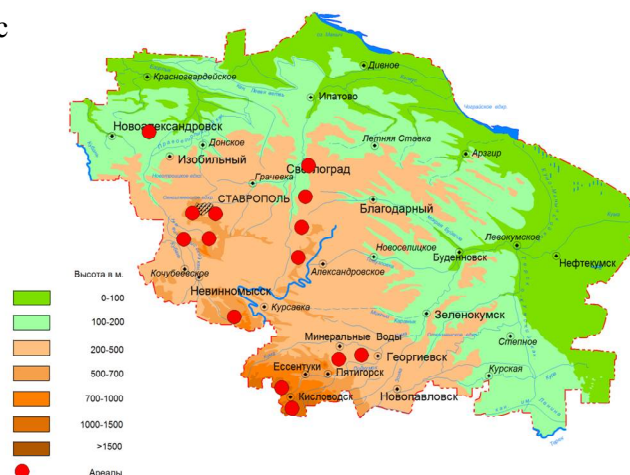 с
Дивное
Красногвардейское
Ипатово
Чограйское вдхр.
Новоалександровск
Донское
Летняя Ставка
Изобильный
Арзгир
Светлоград
Грачевка
СТАВРОПОЛЬ
Благодарный
Левокумское
Новоселицкое
Буденновск
Нефтекумск
Кочубеевское
Александровское
Высота в м.
Невинномысск
Курсавка
0-100
Зеленокумск
100-200
Минеральные Воды
Степное
200-500
Георгиевск
Ессентуки
Пятигорск
Курская
500-700
Кисловодск
Новопавловск
700-1000
1000-1500
>1500
Ареалы